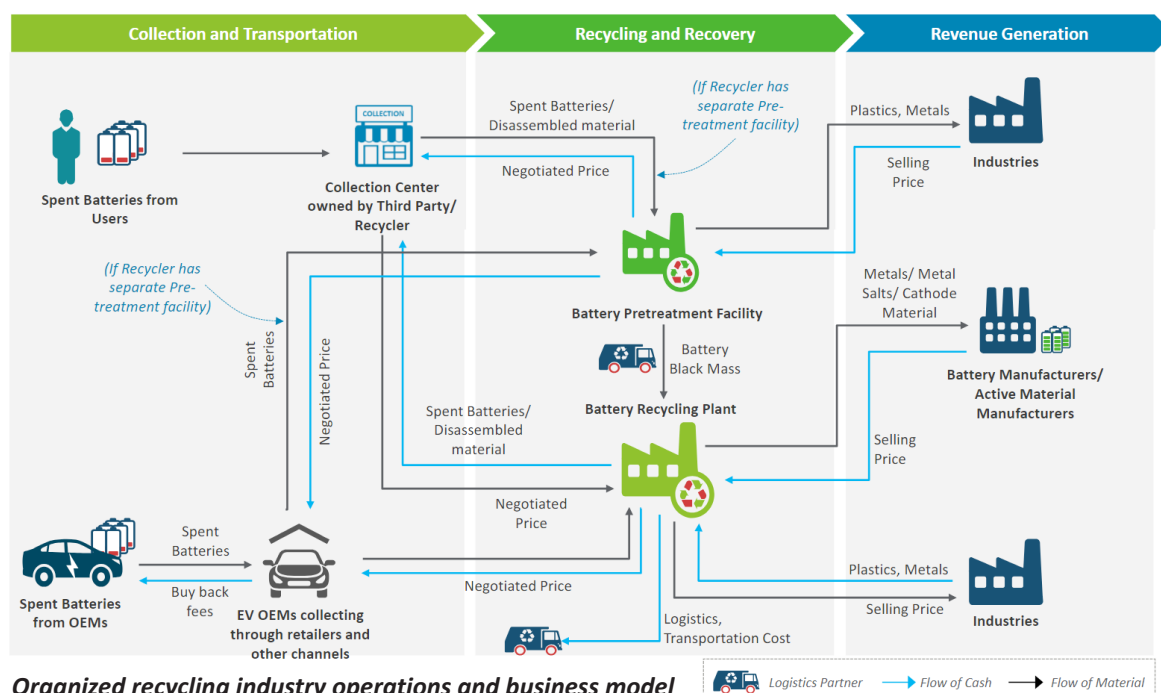 Collection and Transportation
Recycling and Recovery
Revenue Generation
COLLECTION
Spent Batteries from
Users
Collection Center
owned by Third Party/
Recycler
Spent Batteries/
Disassembled material
Negotiated Price
(If Recycler has
separate Pre-
treatment facility)
Plastics, Metals
Selling
Price
Industries
(If Recycler has
separate Pre-
treatment facility)
Spent
Batteries
Negotiated Price
Battery Pretreatment Facility
Battery
Black Mass
Metals/ Metal
Salts/ Cathode
Material
Battery Manufacturers/
Active Material
Manufacturers
Selling
Price
Spent Batteries/
Disassembled
material
Battery Recycling Plant
Negotiated
Price
Spent
Batteries
Buy back
fees
Spent Batteries
from OEMs
EV OEMs collecting
through retailers and
other channels
Negotiated Price
Logistics,
Transportation Cost
Plastics, Metals
Selling Price
Industries
Organized recycling industry operations and business model
Logistics Partner
Flow of Cash
Flow of Material